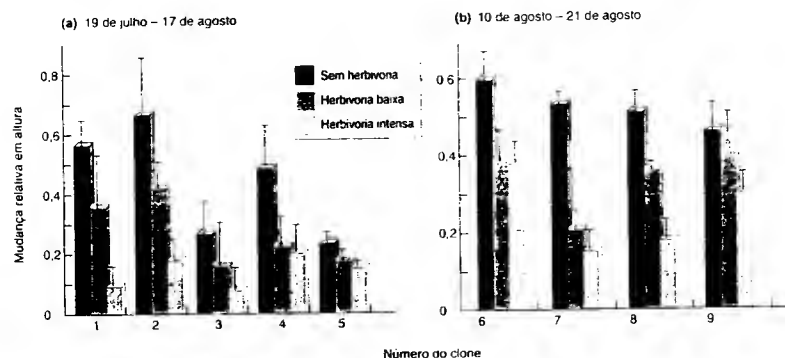 (a) 19 de julho – 17 de agosto
(b) 10 de agosto – 21 de agosto
Mudança relativa em altura
0,8
0,6
0,4
0,2
0
Sem herbivona
Herbivoria baixa
Herbivoria intensa
0.6
0,4
0,2
0
1 2 3 4 5
6 7 8 9
Número do clone